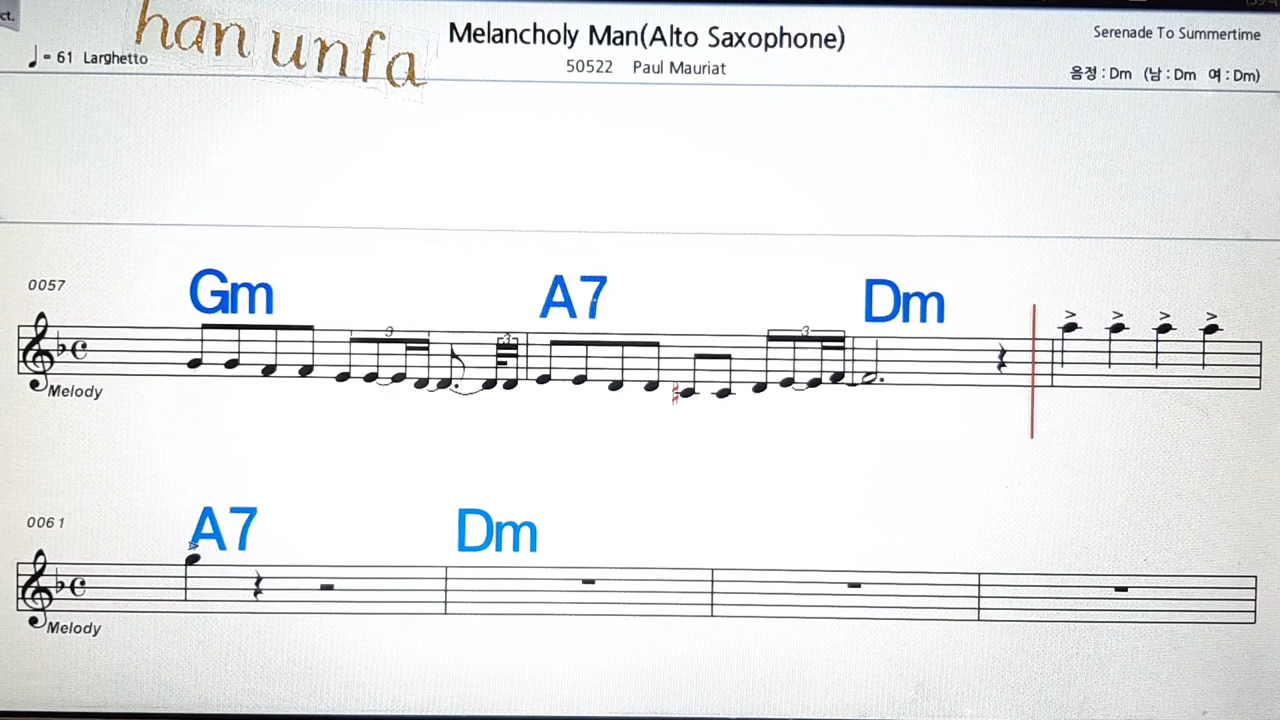 ct.
han unfa
Melancholy Man(Alto Saxophone)
Serenade To Summertime
♩ = 61 Larghetto
50522 Paul Mauriat
음정 : Dm (남 : Dm 여 : Dm)
0057
Gm A7 Dm
3 3 3
Melody
0061
A7 Dm
Melody